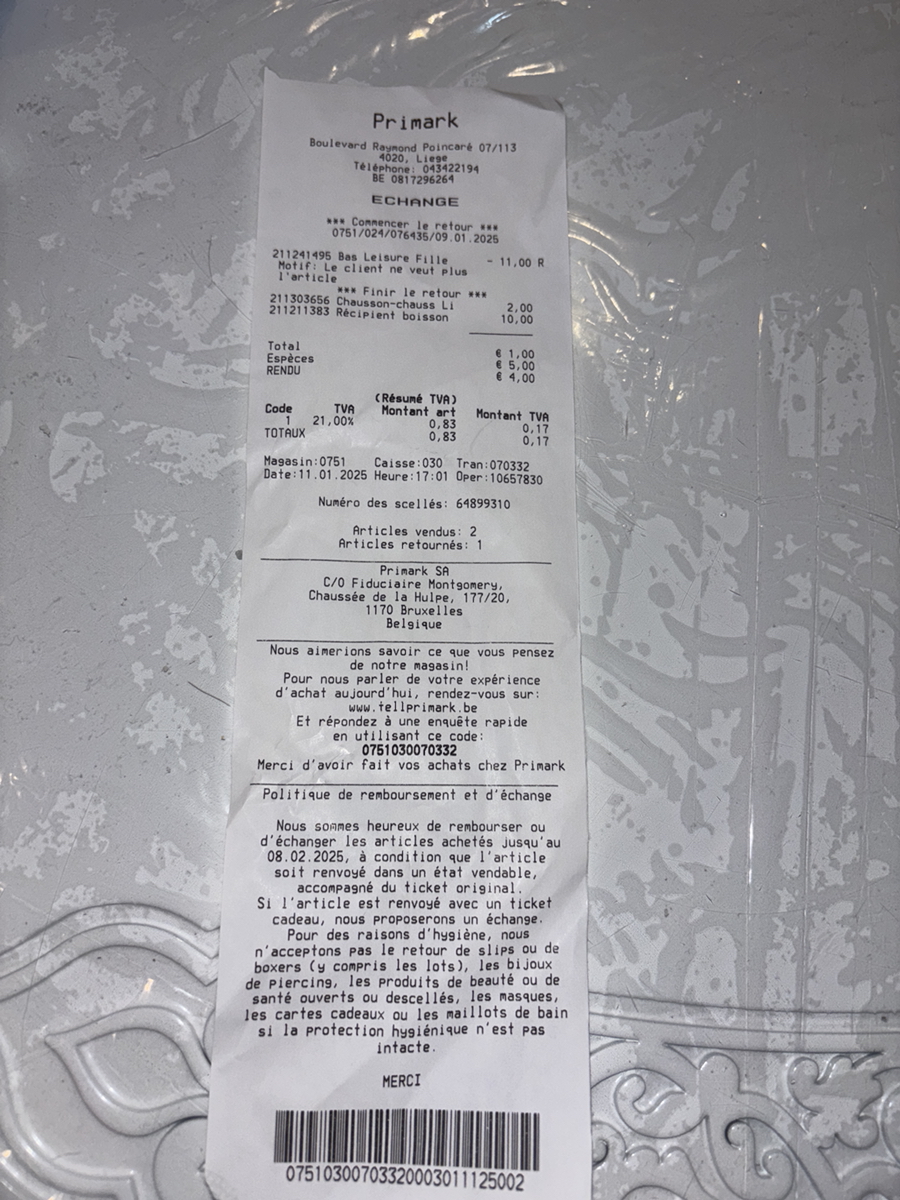 Primark
Boulevard Raymond Poincaré 07/113
4020, Liege
Téléphone: 043422194
BE 0817296264
ECHANGE
*** Commencer le retour ***
0751/024/076435/09.01.2025
211241495 Bas Leisure Fille - 11,00 R
Motif: Le client ne veut plus
l'article
*** Finir le retour ***
211303656 Chausson-chauss Li 2,00
211211383 Récipient boisson 10,00
Total € 1,00
Espèces € 5,00
RENDU € 4,00
(Résumé TVA)
Code TVA Montant art Montant TVA
1 21,00% 0,83 0,17
TOTAUX 0,83 0,17
Magasin:0751 Caisse:030 Tran:070332
Date:11.01.2025 Heure:17:01 Oper:10657830
Numéro des scellés: 64899310
Articles vendus: 2
Articles retournés: 1
Primark SA
C/O Fiduciaire Montgomery,
Chaussée de la Hulpe, 177/20,
1170 Bruxelles
Belgique
Nous aimerions savoir ce que vous pensez
de notre magasin!
Pour nous parler de votre expérience
d'achat aujourd'hui, rendez-vous sur:
www.tellprimark.be
Et répondez à une enquête rapide
en utilisant ce code:
0751030070332
Merci d'avoir fait vos achats chez Primark
Politique de remboursement et d'échange
Nous sommes heureux de rembourser ou
d'échanger les articles achetés jusqu'au
08.02.2025, à condition que l'article
soit renvoyé dans un état vendable,
accompagné du ticket original.
Si l'article est renvoyé avec un ticket
cadeau, nous proposerons un échange.
Pour des raisons d'hygiène, nous
n'acceptons pas le retour de slips ou de
boxers (y compris les lots), les bijoux
de piercing, les produits de beauté ou de
santé ouverts ou descellés, les masques,
les cartes cadeaux ou les maillots de bain
si la protection hygiénique n'est pas
intacte.
MERCI
07510300703320003011125002